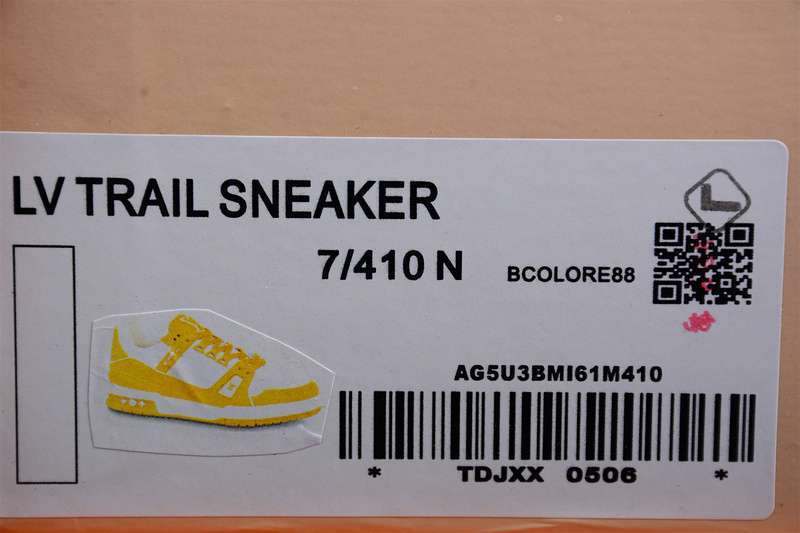 LV TRAIL SNEAKER
7/410 N
BCOLORE88
AG5U3BMI61M410
* TDJXX 0506 *